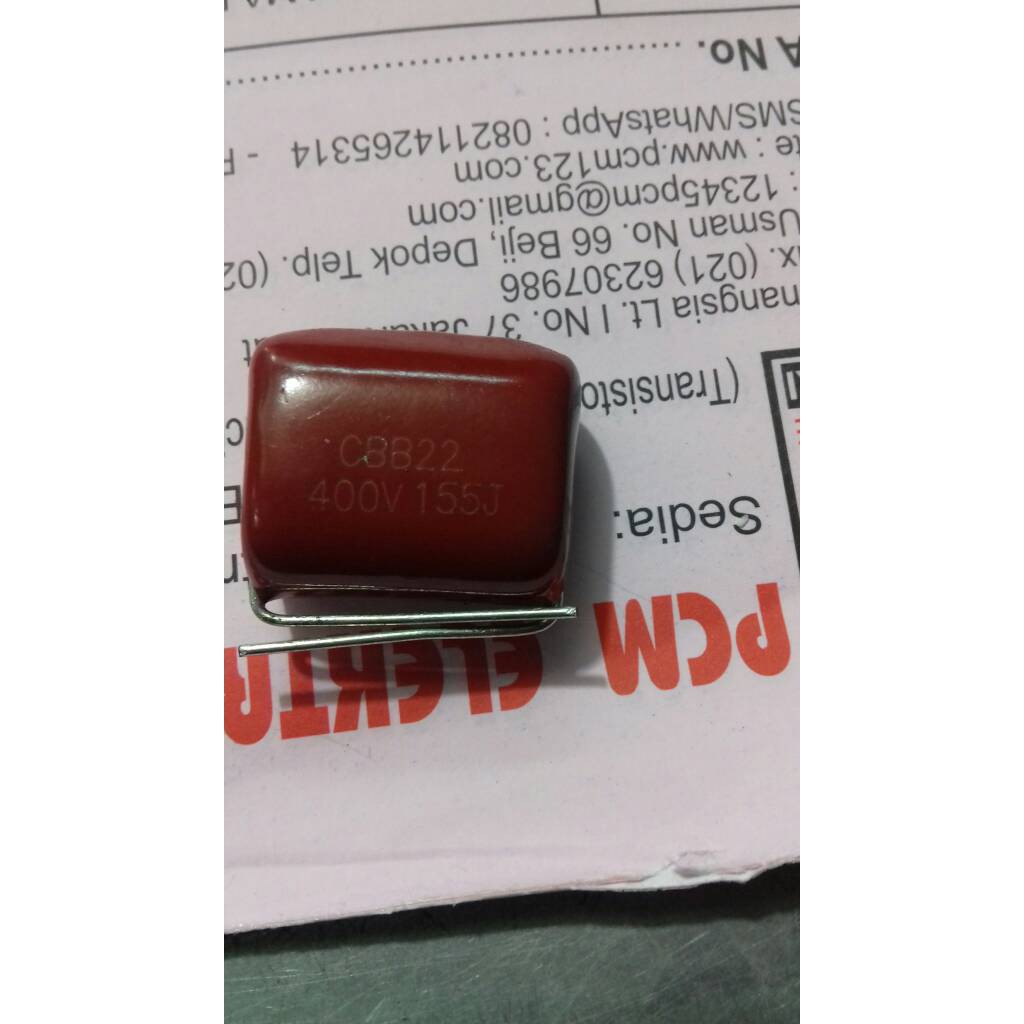 CBB22
400V 155J
PCM ELEKTR
Sedia:
(Transisto
nangsia Lt. I No. 37
x. (021) 62307986
Usman No. 66 Beji, Depok Telp. (02
: 12345pcm@gmail.com
te : www.pcm123.com
SMS/WhatsApp : 082114265314 - F
A No. ........................